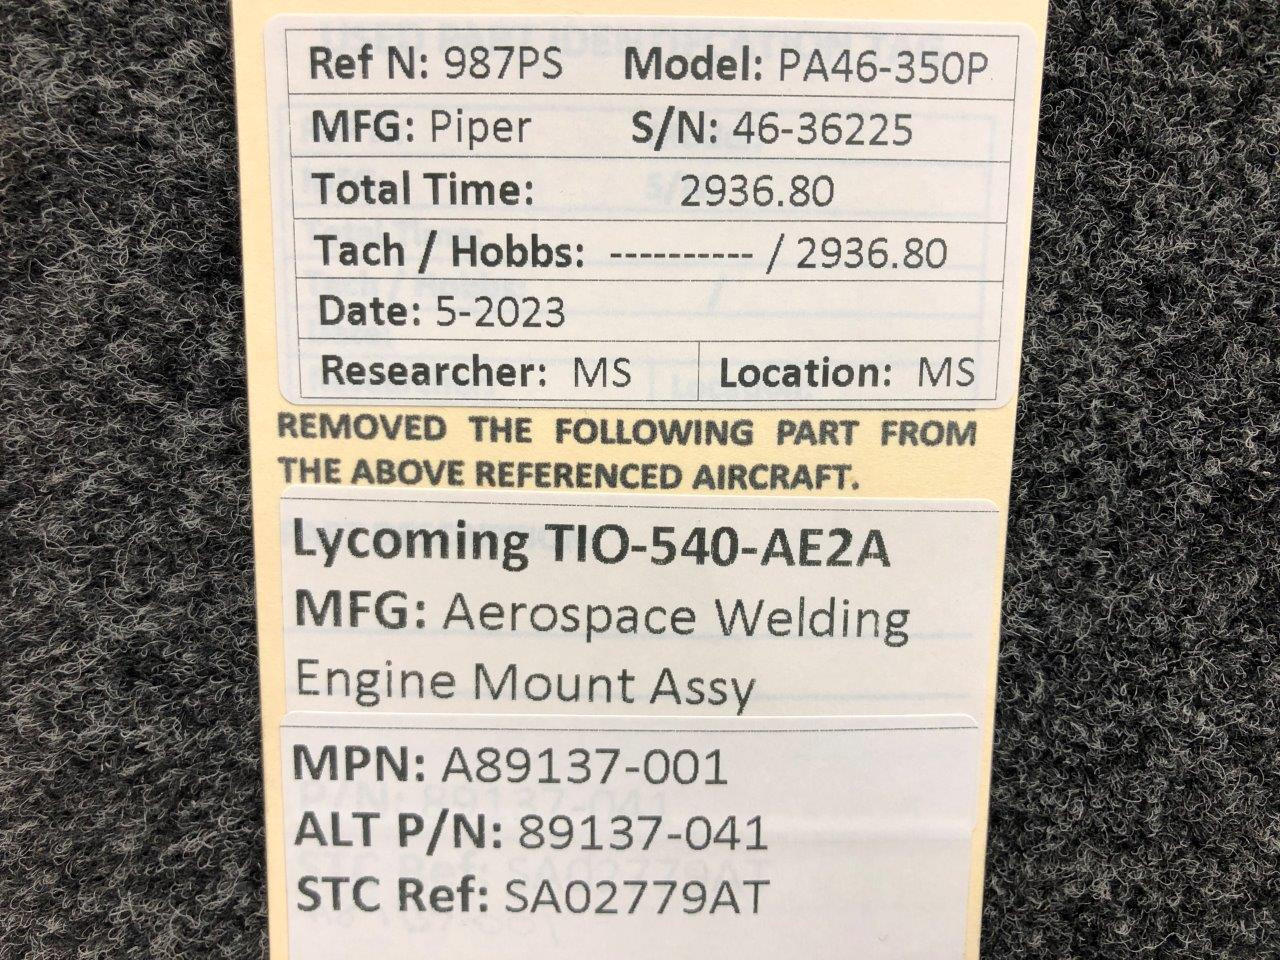 Ref N: 987PS Model: PA46-350P
MFG: Piper S/N: 46-36225
Total Time: 2936.80
Tach / Hobbs: ---------- / 2936.80
Date: 5-2023
Researcher: MS Location: MS
REMOVED THE FOLLOWING PART FROM
THE ABOVE REFERENCED AIRCRAFT.
Lycoming TIO-540-AE2A
MFG: Aerospace Welding
Engine Mount Assy
MPN: A89137-001
ALT P/N: 89137-041
STC Ref: SA02779AT